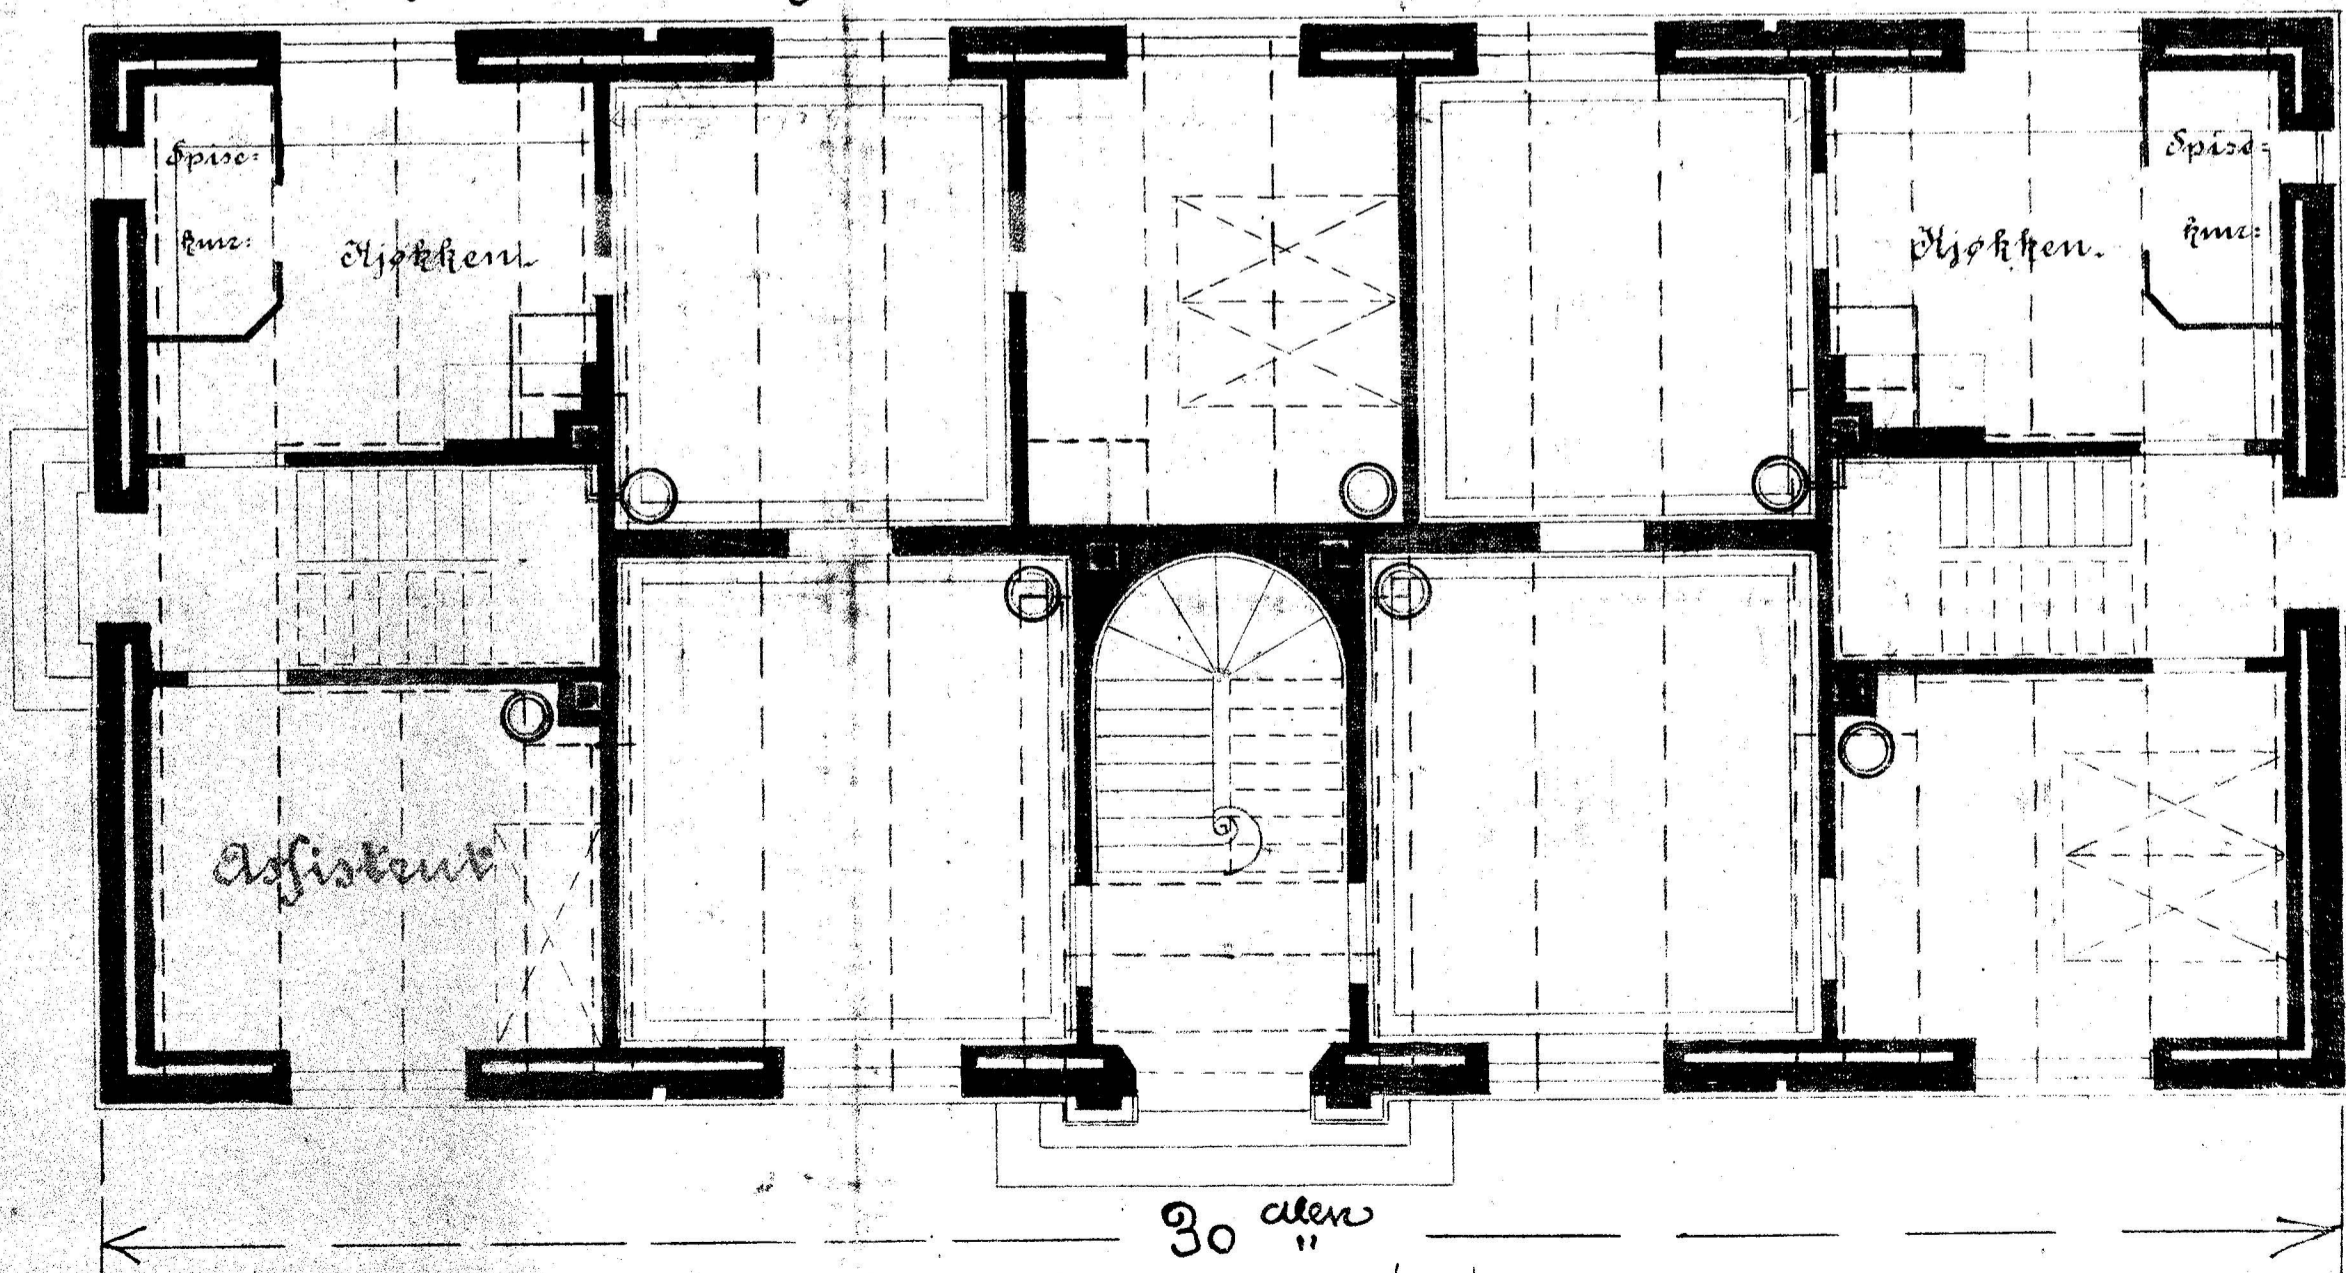 Spise=
kmr:
Kjøkken.
Kjøkken.
Spise=
kmr:
Assistent
30 alen
"